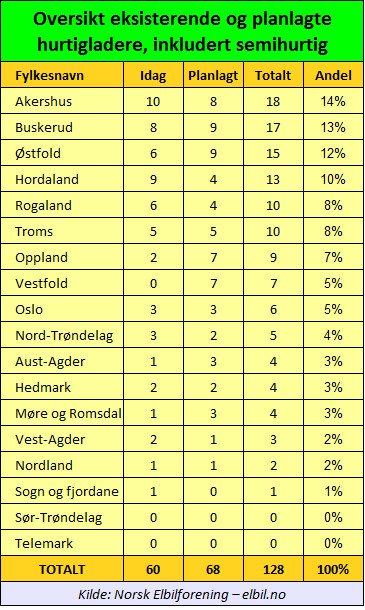 Oversikt eksisterende og planlagte
hurtigladere, inkludert semihurtig
Fylkesnavn Idag Planlagt Totalt Andel
Akershus 10 8 18 14%
Buskerud 8 9 17 13%
Østfold 6 9 15 12%
Hordaland 9 4 13 10%
Rogaland 6 4 10 8%
Troms 5 5 10 8%
Oppland 2 7 9 7%
Vestfold 0 7 7 5%
Oslo 3 3 6 5%
Nord-Trøndelag 3 2 5 4%
Aust-Agder 1 3 4 3%
Hedmark 2 2 4 3%
Møre og Romsdal 1 3 4 3%
Vest-Agder 2 1 3 2%
Nordland 1 1 2 2%
Sogn og fjordane 1 0 1 1%
Sør-Trøndelag 0 0 0 0%
Telemark 0 0 0 0%
TOTALT 60 68 128 100%
Kilde: Norsk Elbilforening – elbil.no